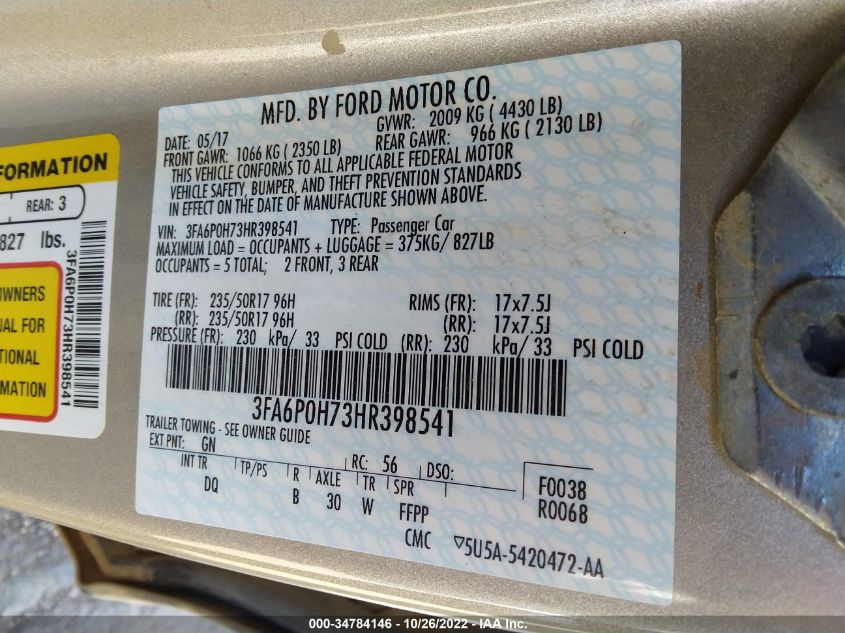 FORMATION
REAR: 3
827 lbs.
OWNERS
UAL FOR
TIONAL
RMATION
3FA6P0H73HR398541
MFD. BY FORD MOTOR CO.
DATE: 05/17 GVWR: 2009 KG ( 4430 LB)
FRONT GAWR: 1066 KG ( 2350 LB) REAR GAWR: 966 KG ( 2130 LB)
THIS VEHICLE CONFORMS TO ALL APPLICABLE FEDERAL MOTOR
VEHICLE SAFETY, BUMPER, AND THEFT PREVENTION STANDARDS
IN EFFECT ON THE DATE OF MANUFACTURE SHOWN ABOVE.
VIN: 3FA6P0H73HR398541 TYPE: Passenger Car
MAXIMUM LOAD = OCCUPANTS + LUGGAGE = 375KG/ 827LB
OCCUPANTS = 5 TOTAL; 2 FRONT, 3 REAR
TIRE (FR): 235/50R17 96H RIMS (FR): 17x7.5J
(RR): 235/50R17 96H (RR): 17x7.5J
PRESSURE (FR): 230 kPa/ 33 PSI COLD (RR): 230 kPa/ 33 PSI COLD
3FA6P0H73HR398541
TRAILER TOWING - SEE OWNER GUIDE
EXT PNT: GN RC: 56 DSO:
INT TR TP/PS R AXLE TR SPR F0038
DQ B 30 W FFPP R0068
CMC ▽5U5A-5420472-AA
000-34784146 - 10/26/2022 - IAA Inc.